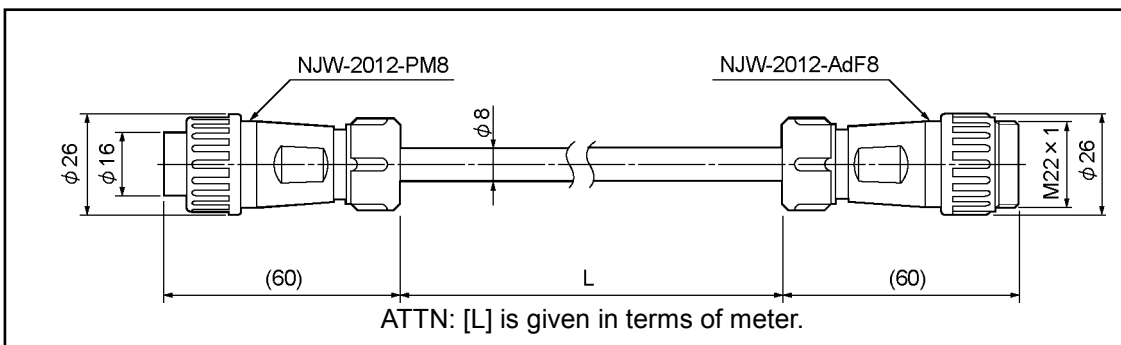 NJW-2012-PM8
NJW-2012-AdF8
φ26
φ16
φ8
M22×1
φ26
(60)
L
(60)
ATTN: [L] is given in terms of meter.